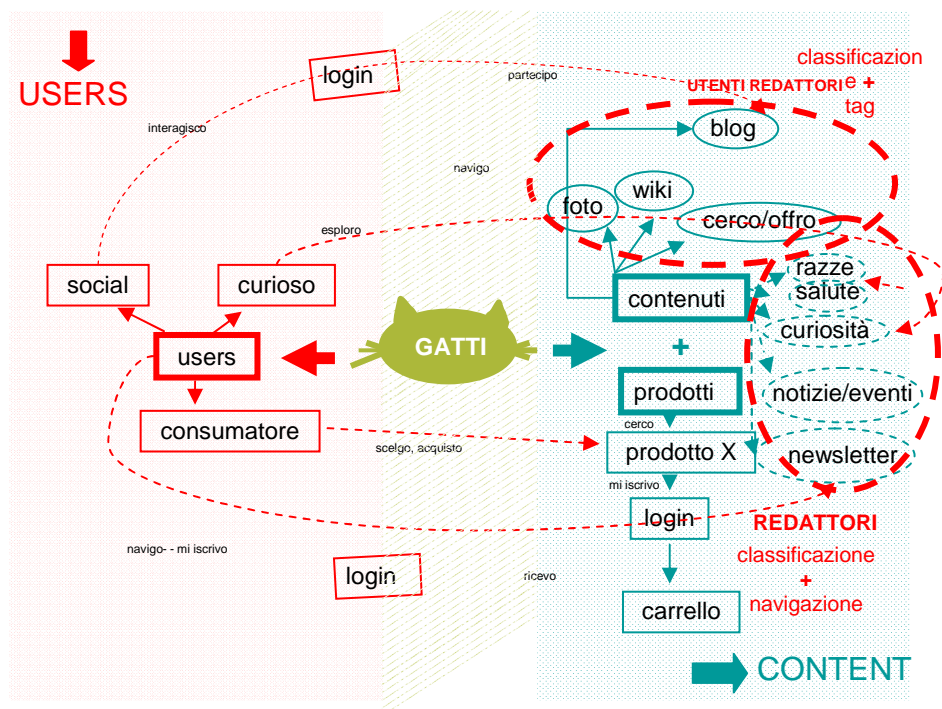 USERS
login
partecipo
classificazion
e +
tag
UTENTI REDATTORI
blog
interagisco
navigo
wiki
foto
cerco/offro
esploro
social
curioso
razze
salute
contenuti
curiosità
users
GATTI
+
prodotti
notizie/eventi
consumatore
cerco
scelgo, acquisto
prodotto X
newsletter
mi iscrivo
login
REDATTORI
navigo- - mi iscrivo
classificazione
+
navigazione
login
ricevo
carrello
CONTENT